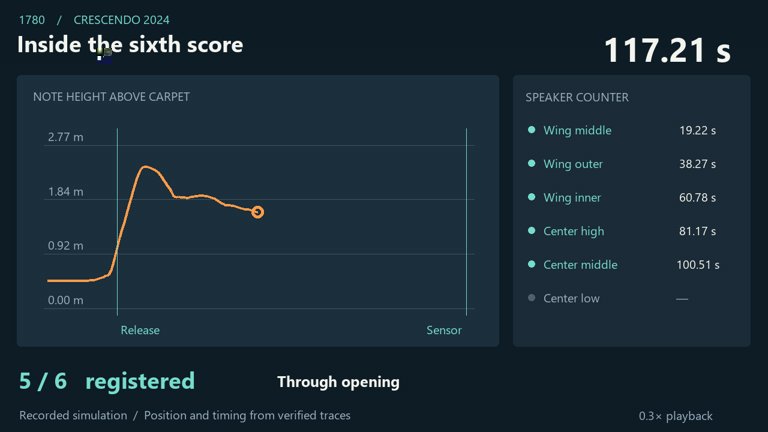 1780 / CRESCENDO 2024
Inside the sixth score
117.21 s
NOTE HEIGHT ABOVE CARPET
2.77 m
1.84 m
0.92 m
0.00 m
Release
Sensor
SPEAKER COUNTER
Wing middle 19.22 s
Wing outer 38.27 s
Wing inner 60.78 s
Center high 81.17 s
Center middle 100.51 s
Center low —
5 / 6 registered
Through opening
Recorded simulation / Position and timing from verified traces
0.3× playback